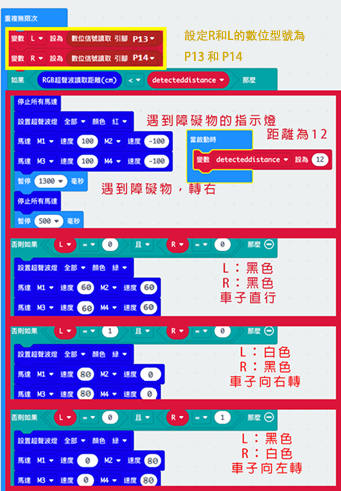 重複無限次
變數 L 設為 數位信號讀取 引腳 P13
變數 R 設為 數位信號讀取 引腳 P14
設定R和L的數位型號為
P13 和 P14
如果 RGB超聲波讀取距離(cm) < detecteddistance 那麼
停止所有馬達
設置超聲波燈 全部 顏色 紅
馬達 M1 速度 100 M2 速度 -100
馬達 M3 速度 100 M4 速度 -100
暫停 1300 毫秒
停止所有馬達
暫停 500 毫秒
遇到障礙物的指示燈
距離為12
當啟動時
變數 detecteddistance 設為 12
遇到障礙物，轉右
否則如果 L = 0 且 R = 0 那麼
設置超聲波燈 全部 顏色 綠
馬達 M1 速度 60 M2 速度 60
馬達 M3 速度 60 M4 速度 60
L：黑色
R：黑色
車子直行
否則如果 L = 1 且 R = 0 那麼
設置超聲波燈 全部 顏色 綠
馬達 M1 速度 80 M2 速度 0
馬達 M3 速度 80 M4 速度 0
L：白色
R：黑色
車子向右轉
否則如果 L = 0 且 R = 1 那麼
設置超聲波燈 全部 顏色 綠
馬達 M1 速度 0 M2 速度 80
馬達 M3 速度 0 M4 速度 80
L：黑色
R：白色
車子向左轉